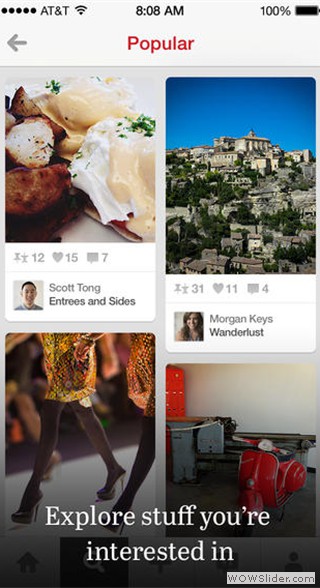 AT&T 8:08 AM 100%
Popular
12 15 7
Scott Tong
Entrees and Sides
31 11 4
Morgan Keys
Wanderlust
Explore stuff you’re
interested in
WowSlider.com